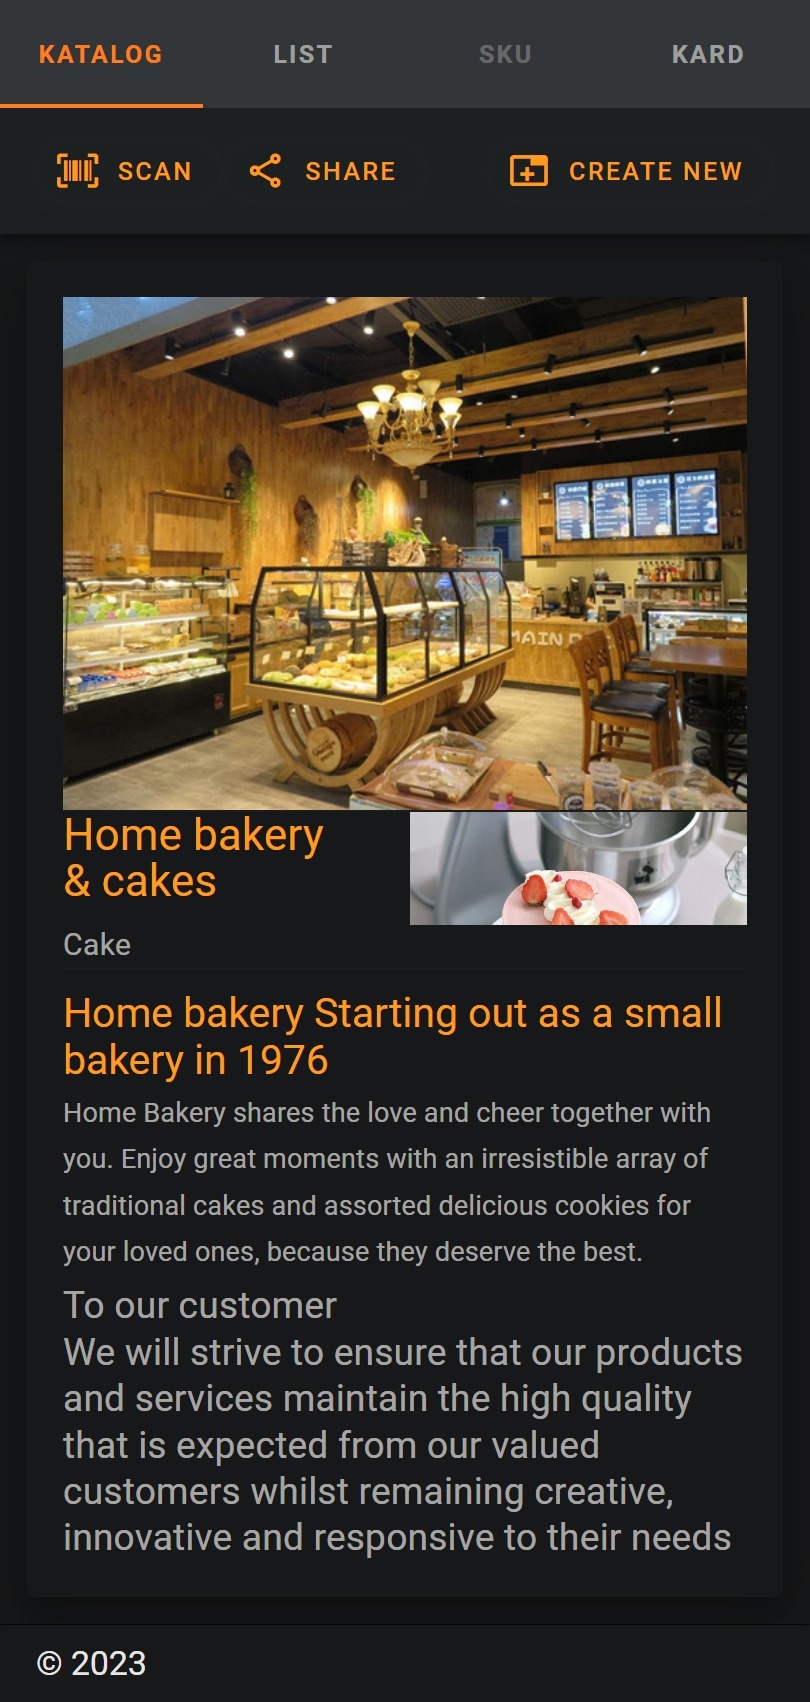 KATALOG
LIST
SKU
KARD
SCAN
SHARE
CREATE NEW
MAIN
Home bakery
& cakes
Cake
Home bakery Starting out as a small
bakery in 1976
Home Bakery shares the love and cheer together with
you. Enjoy great moments with an irresistible array of
traditional cakes and assorted delicious cookies for
your loved ones, because they deserve the best.
To our customer
We will strive to ensure that our products
and services maintain the high quality
that is expected from our valued
customers whilst remaining creative,
innovative and responsive to their needs
© 2023